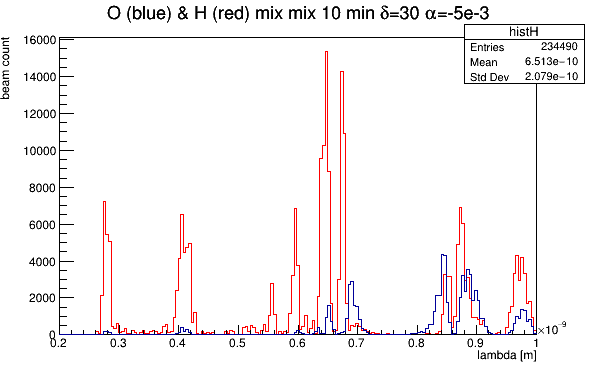 O (blue) & H (red) mix mix 10 min δ=30 α=-5e-3
histH
Entries 234490
Mean 6.513e-10
Std Dev 2.079e-10
beam count
16000
14000
12000
10000
8000
6000
4000
2000
0
0.2 0.3 0.4 0.5 0.6 0.7 0.8 0.9 1
×10⁻⁹
lambda [m]